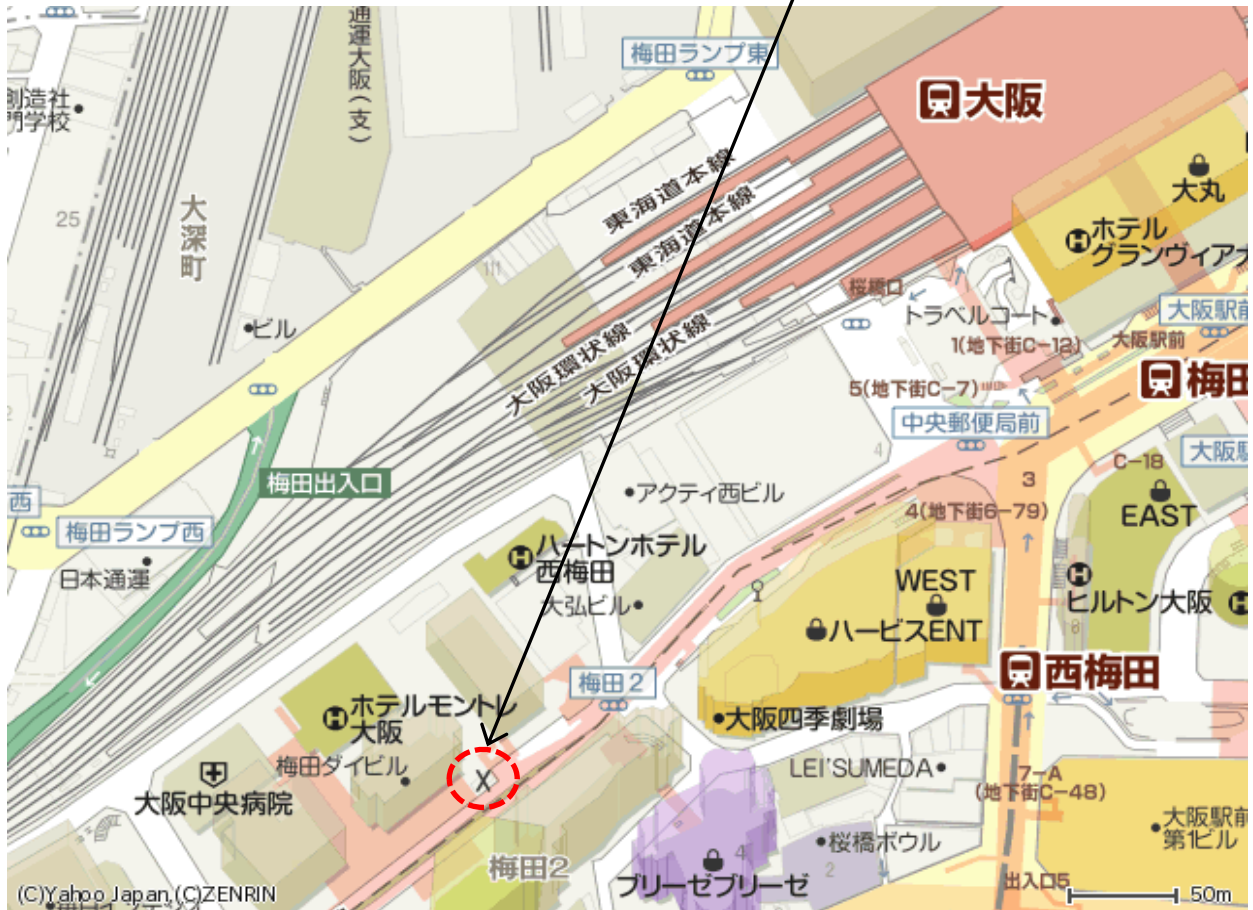 通運大阪(支)
梅田ランプ東
大阪
創造社
門学校
東海道本線
東海道本線
大丸
大深町
25
ホテル
グランヴィア
111
桜橋口
トラベルコート
大阪駅前
ビル
大阪環状線
大阪環状線
1(地下街C-12)
大阪駅前
梅田
5(地下街C-7)
中央郵便局前
4
大阪駅
C-18
梅田出入口
アクティ西ビル
3
西
梅田ランプ西
4(地下街6-79)
EAST
ハートンホテル
西梅田
日本通運
WEST
ヒルトン大阪
大弘ビル
ハービスENT
8
梅田2
西梅田
ホテルモントレ
大阪
大阪四季劇場
梅田ダイビル
X
LEI'SUMEDA
7-A
(地下街C-48)
大阪中央病院
大阪駅前
第1ビル
桜橋ボウル
梅田2
4
2
ブリーゼブリーゼ
出入口5
(C)Yahoo Japan,(C)ZENRIN
50m